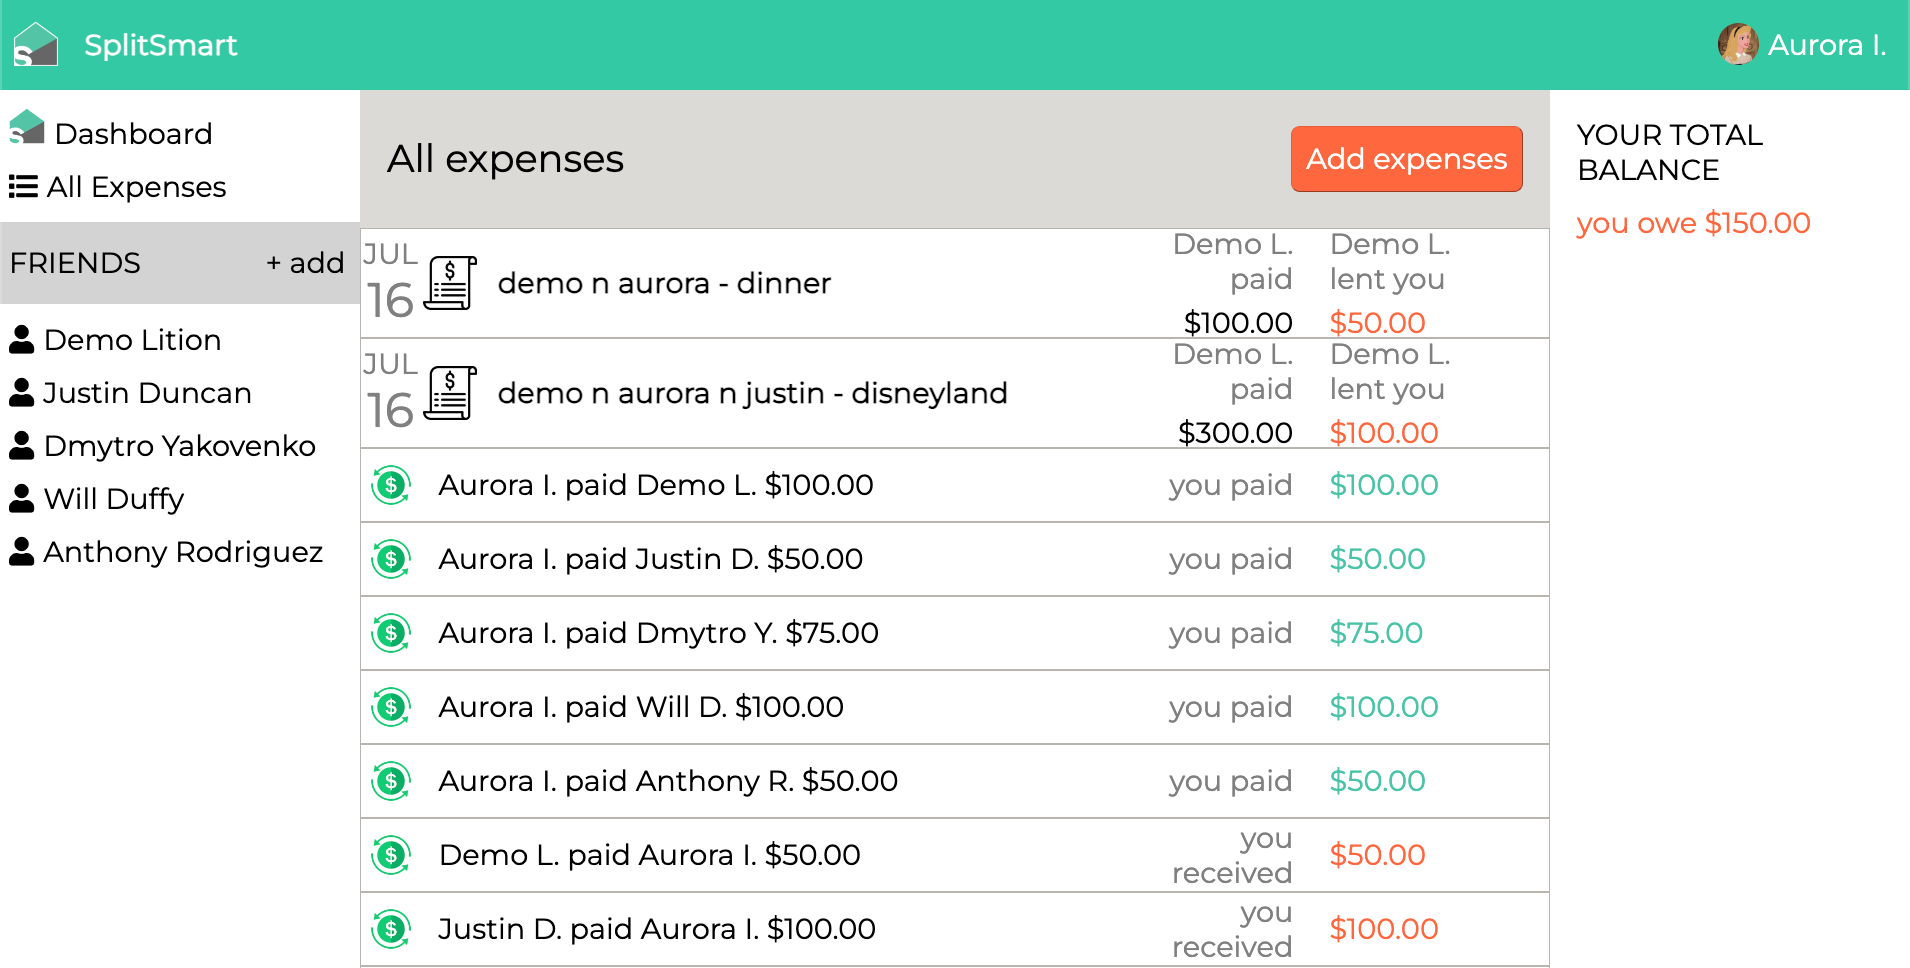 SplitSmart
Aurora I.
Dashboard
All Expenses
FRIENDS + add
Demo Lition
Justin Duncan
Dmytro Yakovenko
Will Duffy
Anthony Rodriguez
All expenses
Add expenses
JUL
16
demo n aurora - dinner
Demo L.
paid
$100.00
Demo L.
lent you
$50.00
JUL
16
demo n aurora n justin - disneyland
Demo L.
paid
$300.00
Demo L.
lent you
$100.00
Aurora I. paid Demo L. $100.00
you paid
$100.00
Aurora I. paid Justin D. $50.00
you paid
$50.00
Aurora I. paid Dmytro Y. $75.00
you paid
$75.00
Aurora I. paid Will D. $100.00
you paid
$100.00
Aurora I. paid Anthony R. $50.00
you paid
$50.00
Demo L. paid Aurora I. $50.00
you
received
$50.00
Justin D. paid Aurora I. $100.00
you
received
$100.00
YOUR TOTAL
BALANCE
you owe $150.00